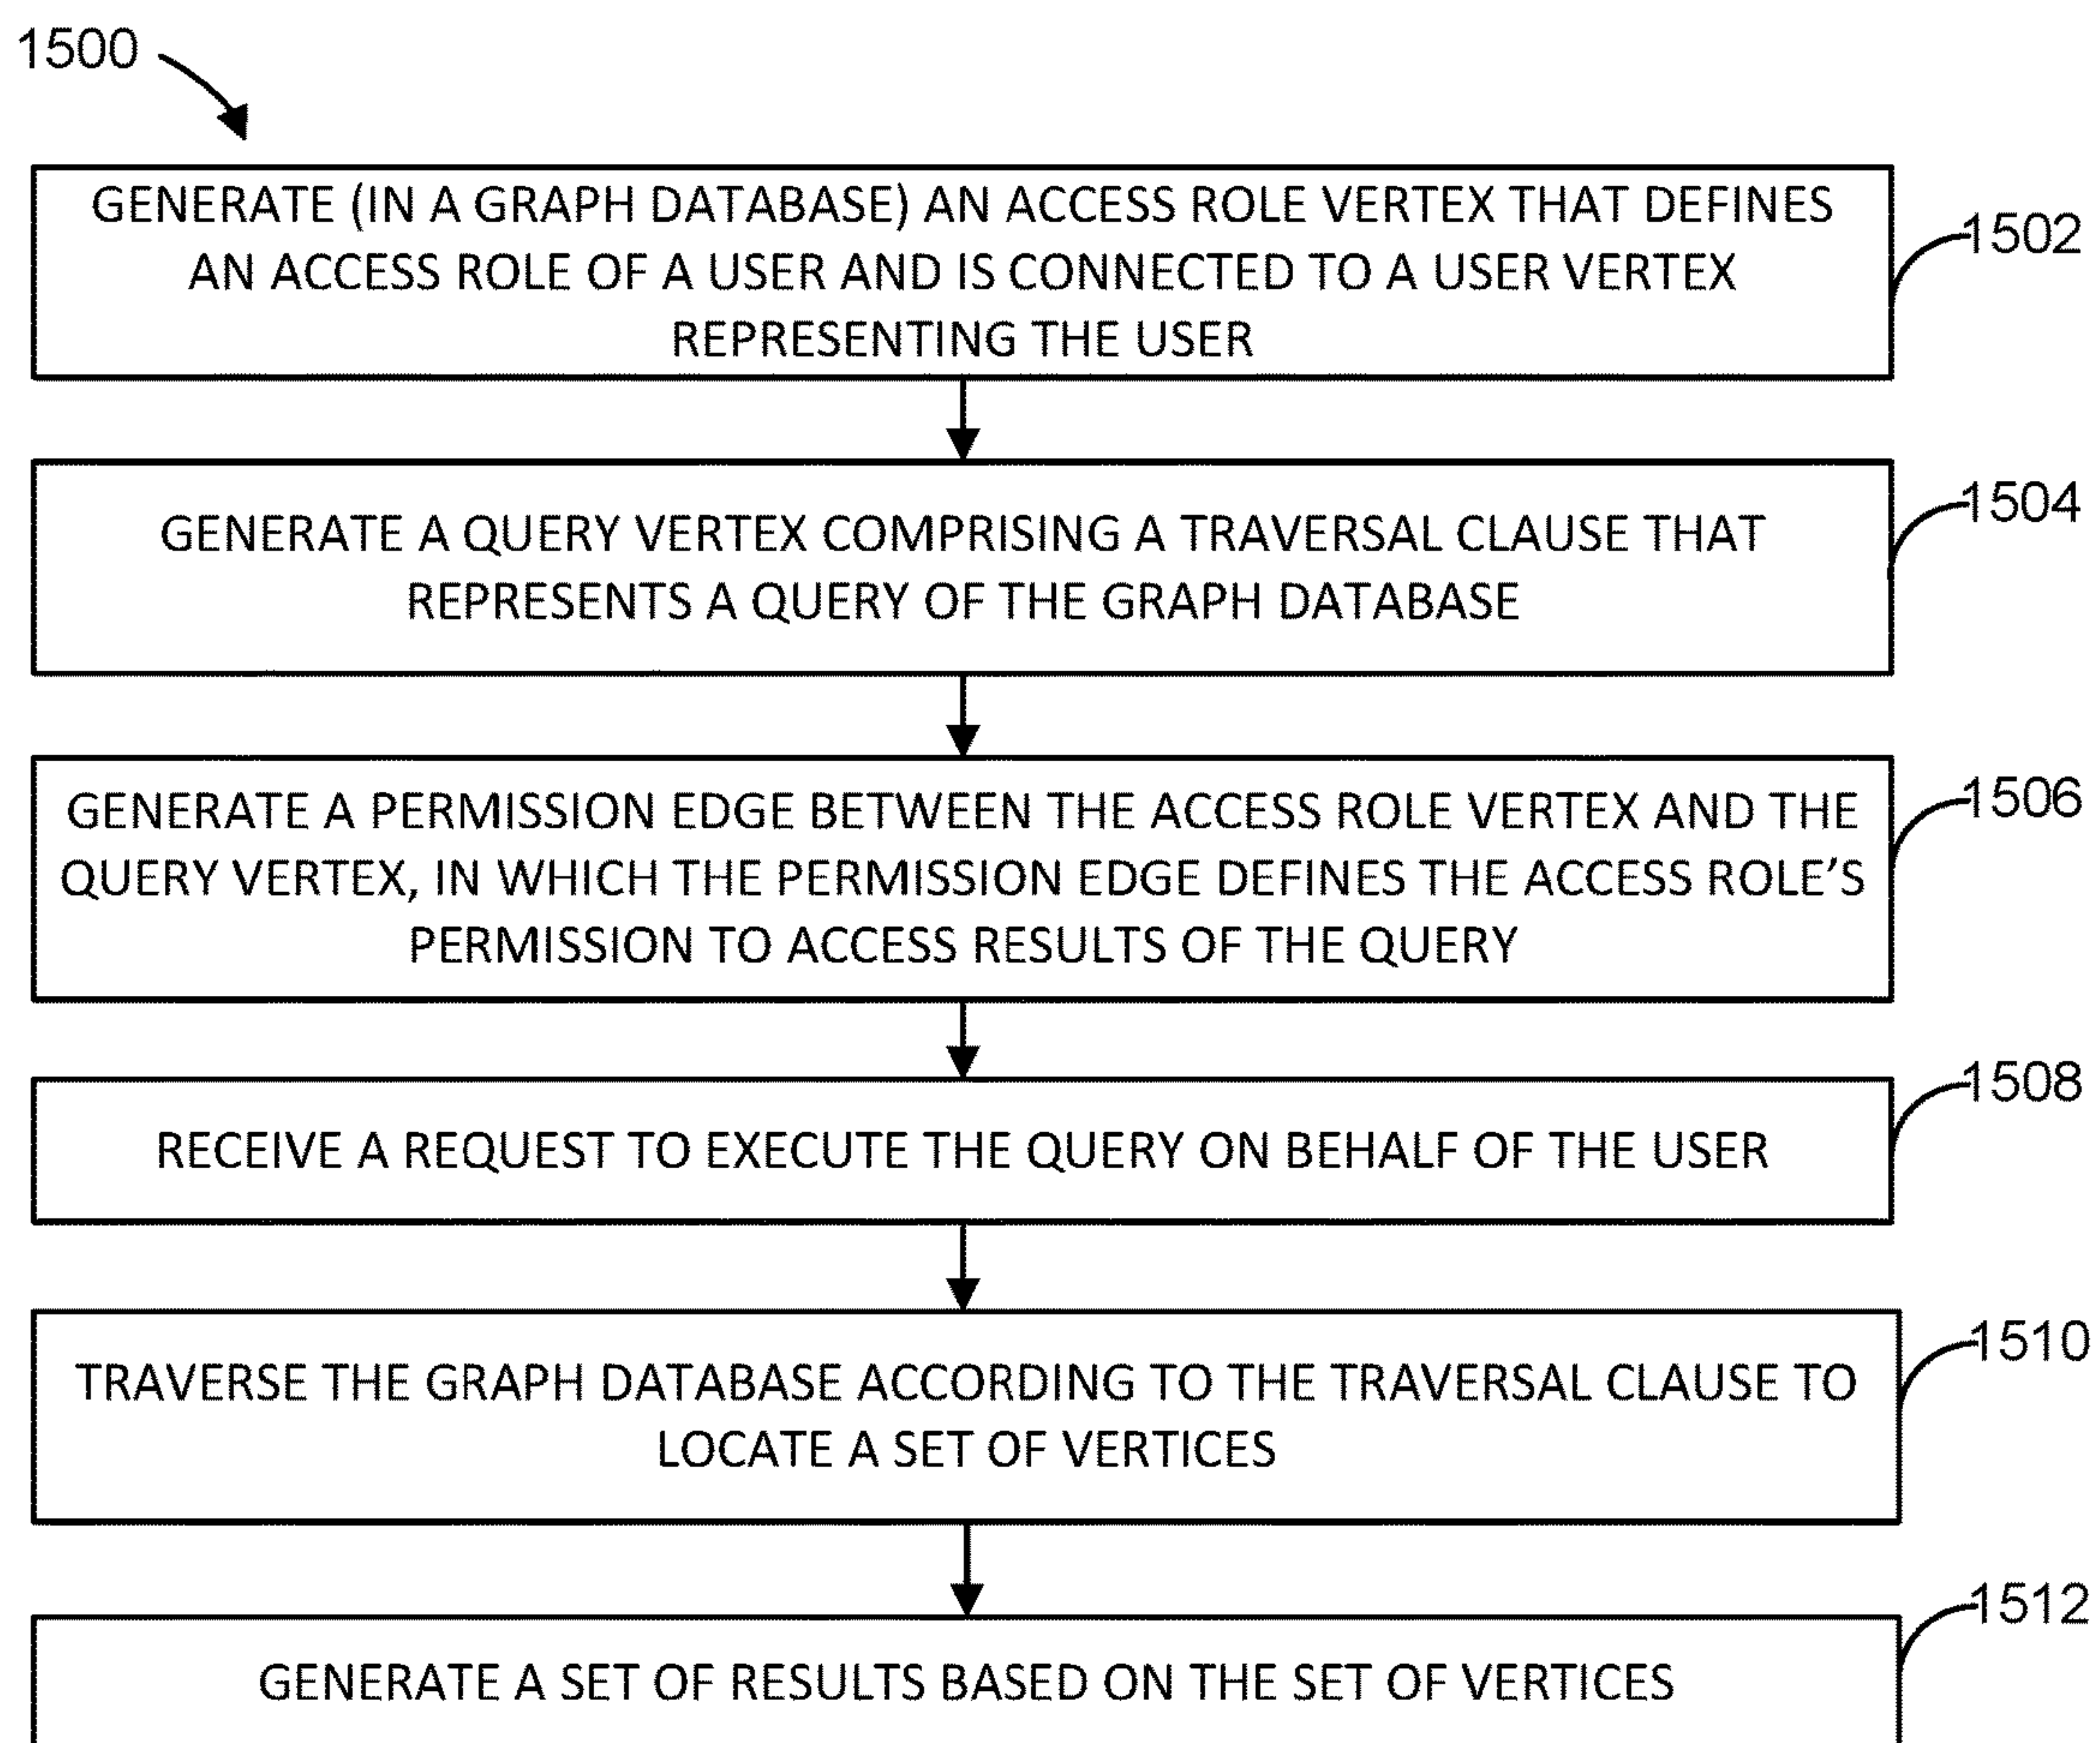 1500
GENERATE (IN A GRAPH DATABASE) AN ACCESS ROLE VERTEX THAT DEFINES
AN ACCESS ROLE OF A USER AND IS CONNECTED TO A USER VERTEX
REPRESENTING THE USER
1502
GENERATE A QUERY VERTEX COMPRISING A TRAVERSAL CLAUSE THAT
REPRESENTS A QUERY OF THE GRAPH DATABASE
1504
GENERATE A PERMISSION EDGE BETWEEN THE ACCESS ROLE VERTEX AND THE
QUERY VERTEX, IN WHICH THE PERMISSION EDGE DEFINES THE ACCESS ROLE’S
PERMISSION TO ACCESS RESULTS OF THE QUERY
1506
RECEIVE A REQUEST TO EXECUTE THE QUERY ON BEHALF OF THE USER
1508
TRAVERSE THE GRAPH DATABASE ACCORDING TO THE TRAVERSAL CLAUSE TO
LOCATE A SET OF VERTICES
1510
GENERATE A SET OF RESULTS BASED ON THE SET OF VERTICES
1512